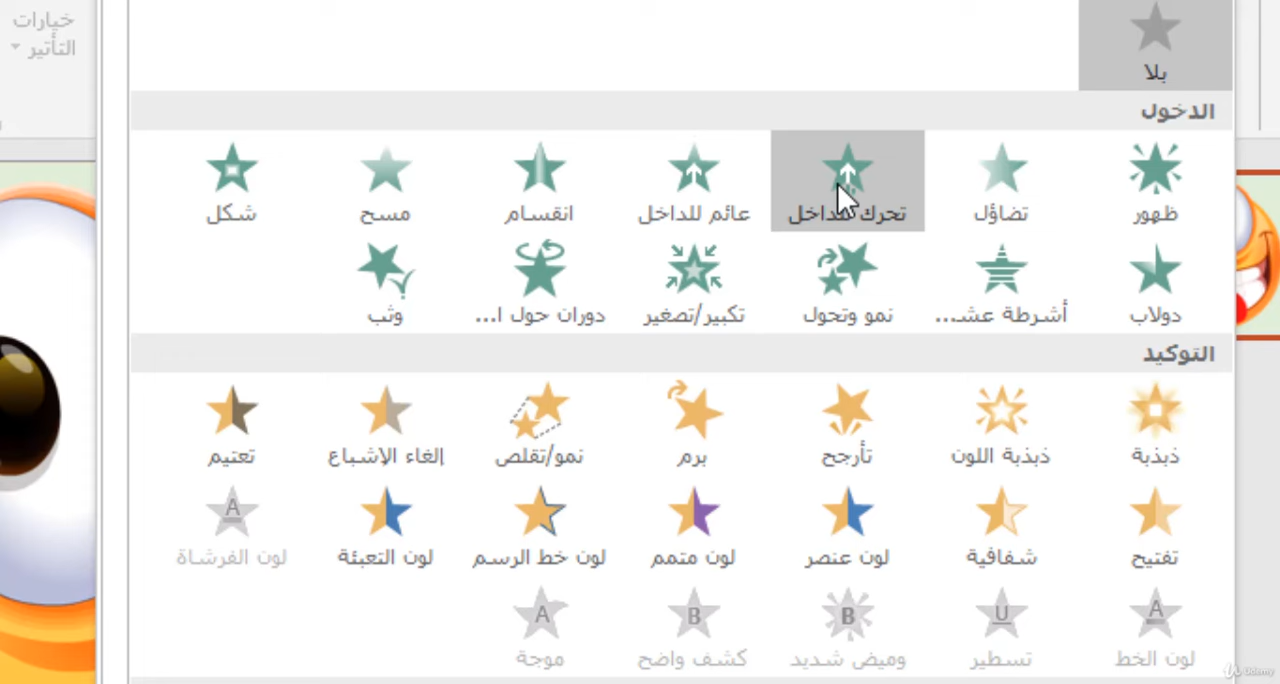 خيارات
التأثير
بلا
الدخول
ظهور
تضاؤل
تحرك للداخل
عائم للداخل
انقسام
مسح
شكل
دولاب
أشرطة عشـ...
نمو وتحول
تكبير/تصغير
دوران حول ا...
وثب
التوكيد
ذبذبة
ذبذبة اللون
تأرجح
برم
نمو/تقلص
إلغاء الإشباع
تعتيم
تفتيح
شفافية
لون عنصر
لون متمم
لون خط الرسم
لون التعبئة
لون الفرشاة
لون الخط
تسطير
وميض شديد
كشف واضح
موجة
Udemy